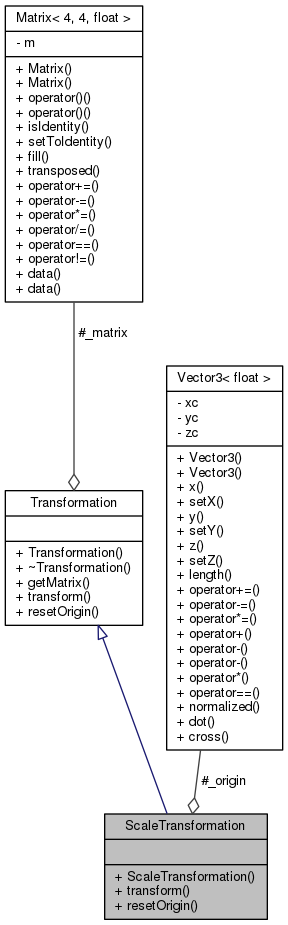 Matrix< 4, 4, float >
- m
+ Matrix()
+ Matrix()
+ operator()()
+ operator()()
+ isIdentity()
+ setToIdentity()
+ fill()
+ transposed()
+ operator+=()
+ operator-=()
+ operator*=()
+ operator/=()
+ operator==()
+ operator!=()
+ data()
+ data()
#_matrix
Vector3< float >
- xc
- yc
- zc
+ Vector3()
+ Vector3()
+ x()
+ setX()
+ y()
+ setY()
+ z()
+ setZ()
+ length()
+ operator+=()
+ operator-=()
+ operator*=()
+ operator+()
+ operator-()
+ operator-()
+ operator*()
+ operator==()
+ normalized()
+ dot()
+ cross()
Transformation
+ Transformation()
+ ~Transformation()
+ getMatrix()
+ transform()
+ resetOrigin()
#_origin
ScaleTransformation
+ ScaleTransformation()
+ transform()
+ resetOrigin()